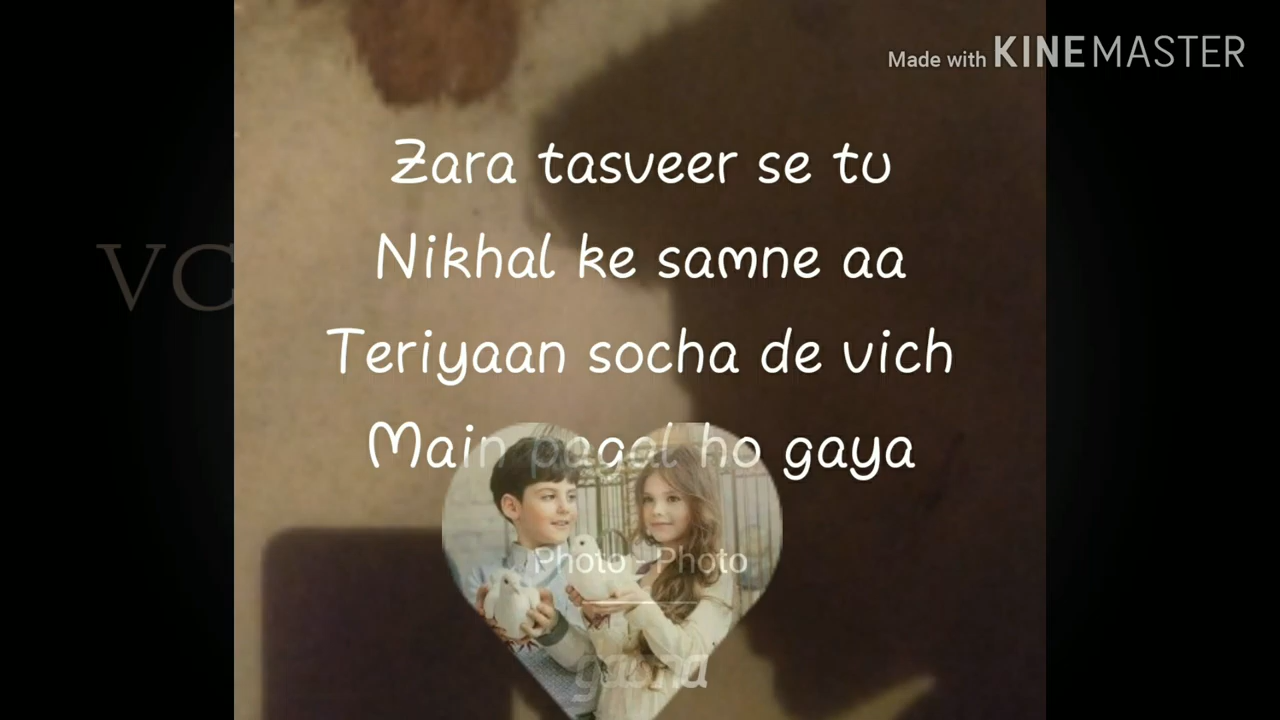 Made with KINEMASTER
Zara tasveer se tu
Nikhal ke samne aa
VC
Teriyaan socha de vich
Main pagal ho gaya
Photo - Photo